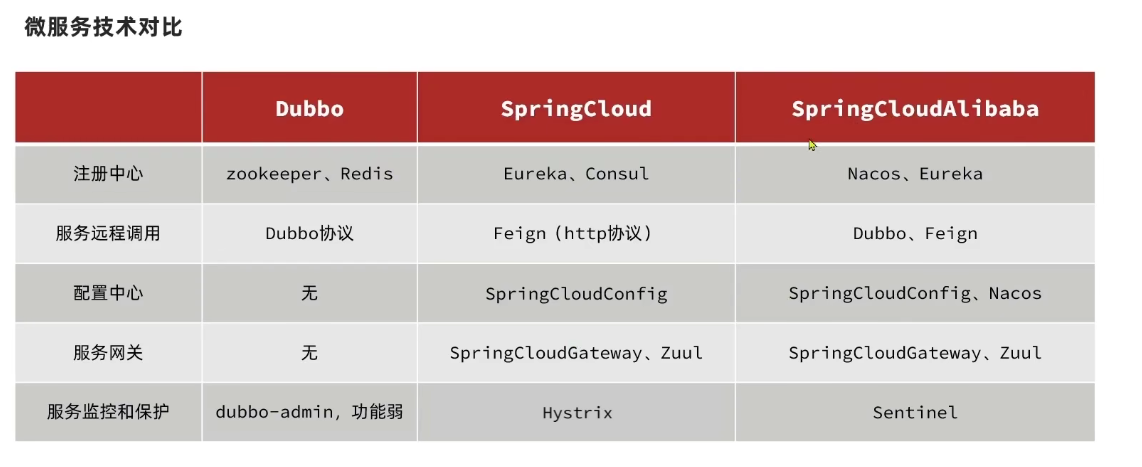 微服务技术对比
Dubbo SpringCloud SpringCloudAlibaba
注册中心 zookeeper、Redis Eureka、Consul Nacos、Eureka
服务远程调用 Dubbo协议 Feign（http协议） Dubbo、Feign
配置中心 无 SpringCloudConfig SpringCloudConfig、Nacos
服务网关 无 SpringCloudGateway、Zuul SpringCloudGateway、Zuul
服务监控和保护 dubbo-admin，功能弱 Hystrix Sentinel